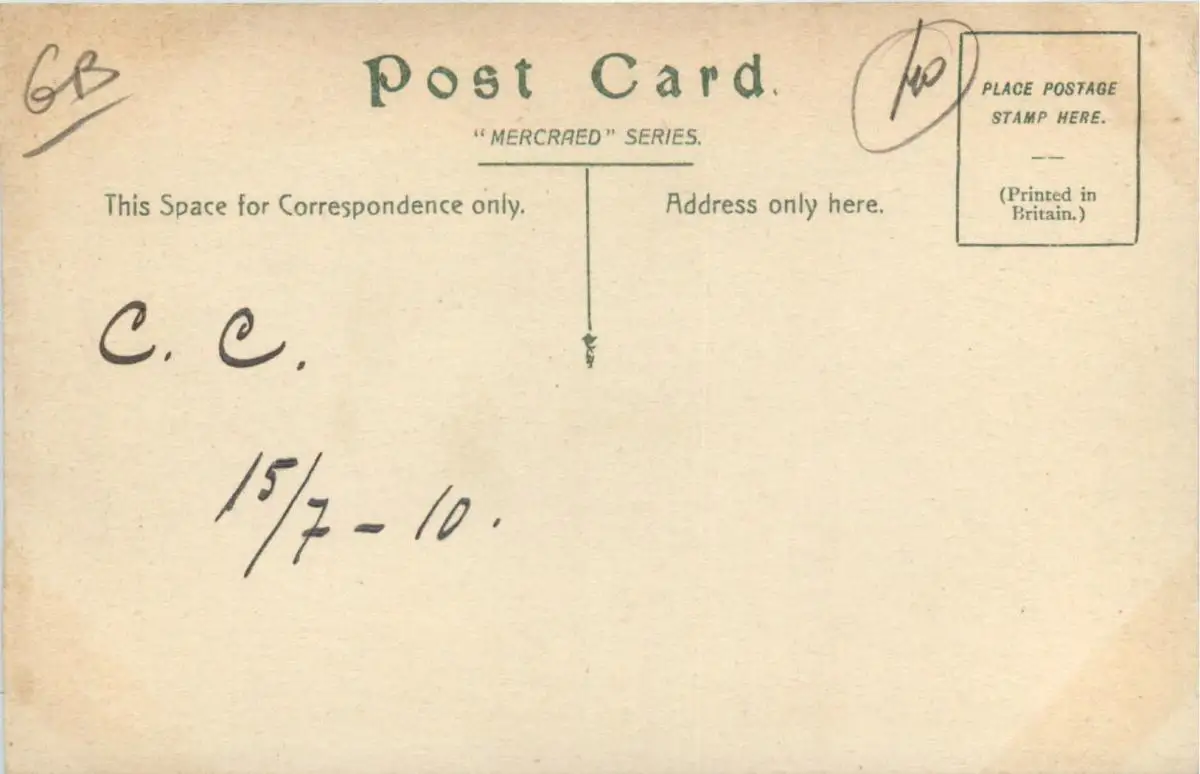 GB
Post Card.
"MERCRAED" SERIES.
This Space for Correspondence only.
Address only here.
PLACE POSTAGE
STAMP HERE.
(Printed in
Britain.)
C. C.
15/7 - 10.